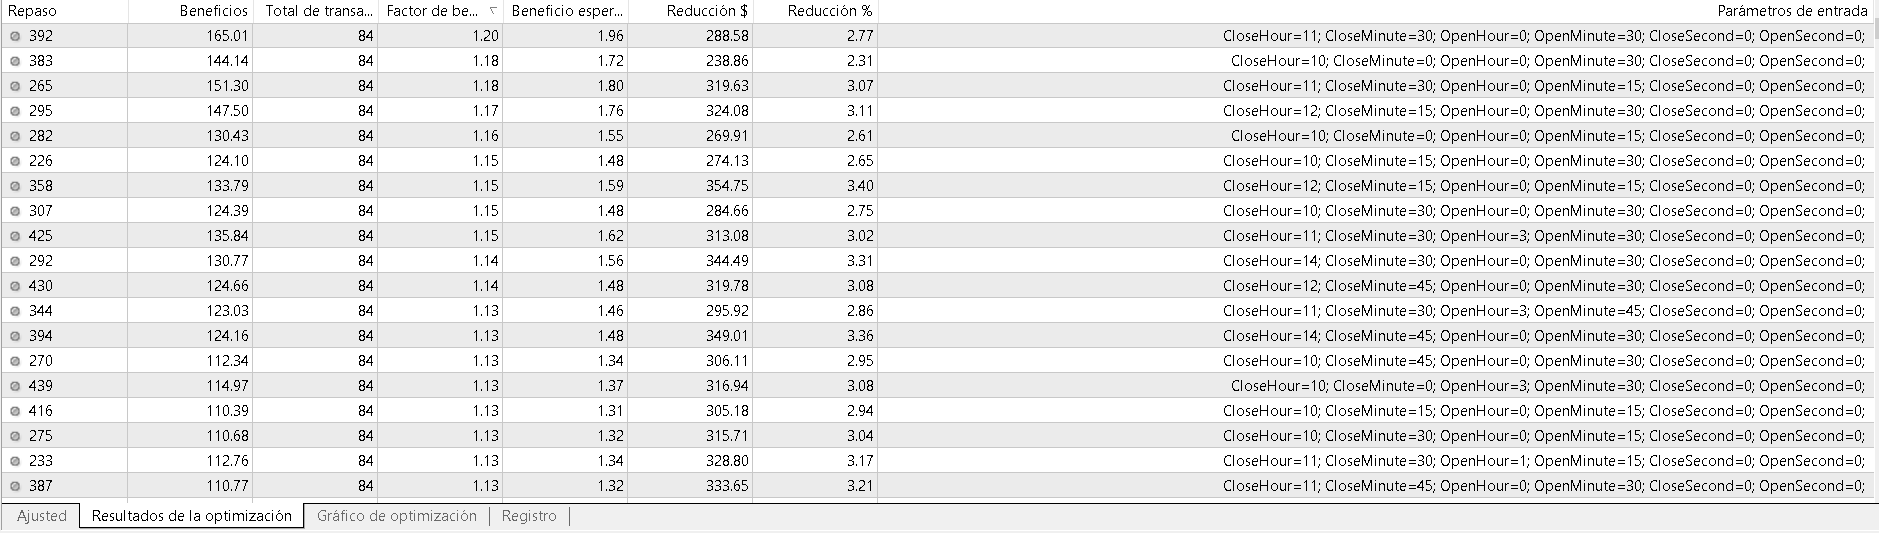 Repaso Beneficios Total de transa... Factor de be... Beneficio esper... Reducción $ Reducción % Parámetros de entrada
392 165.01 84 1.20 1.96 288.58 2.77 CloseHour=11; CloseMinute=30; OpenHour=0; OpenMinute=30; CloseSecond=0; OpenSecond=0;
383 144.14 84 1.18 1.72 238.86 2.31 CloseHour=10; CloseMinute=0; OpenHour=0; OpenMinute=30; CloseSecond=0; OpenSecond=0;
265 151.30 84 1.18 1.80 319.63 3.07 CloseHour=11; CloseMinute=30; OpenHour=0; OpenMinute=15; CloseSecond=0; OpenSecond=0;
295 147.50 84 1.17 1.76 324.08 3.11 CloseHour=12; CloseMinute=15; OpenHour=0; OpenMinute=30; CloseSecond=0; OpenSecond=0;
282 130.43 84 1.16 1.55 269.91 2.61 CloseHour=10; CloseMinute=0; OpenHour=0; OpenMinute=15; CloseSecond=0; OpenSecond=0;
226 124.10 84 1.15 1.48 274.13 2.65 CloseHour=10; CloseMinute=15; OpenHour=0; OpenMinute=30; CloseSecond=0; OpenSecond=0;
358 133.79 84 1.15 1.59 354.75 3.40 CloseHour=12; CloseMinute=15; OpenHour=0; OpenMinute=15; CloseSecond=0; OpenSecond=0;
307 124.39 84 1.15 1.48 284.66 2.75 CloseHour=10; CloseMinute=30; OpenHour=0; OpenMinute=30; CloseSecond=0; OpenSecond=0;
425 135.84 84 1.15 1.62 313.08 3.02 CloseHour=11; CloseMinute=30; OpenHour=3; OpenMinute=30; CloseSecond=0; OpenSecond=0;
292 130.77 84 1.14 1.56 344.49 3.31 CloseHour=14; CloseMinute=30; OpenHour=0; OpenMinute=30; CloseSecond=0; OpenSecond=0;
430 124.66 84 1.14 1.48 319.78 3.08 CloseHour=12; CloseMinute=45; OpenHour=0; OpenMinute=30; CloseSecond=0; OpenSecond=0;
344 123.03 84 1.13 1.46 295.92 2.86 CloseHour=11; CloseMinute=30; OpenHour=3; OpenMinute=45; CloseSecond=0; OpenSecond=0;
394 124.16 84 1.13 1.48 349.01 3.36 CloseHour=14; CloseMinute=45; OpenHour=0; OpenMinute=30; CloseSecond=0; OpenSecond=0;
270 112.34 84 1.13 1.34 306.11 2.95 CloseHour=10; CloseMinute=45; OpenHour=0; OpenMinute=30; CloseSecond=0; OpenSecond=0;
439 114.97 84 1.13 1.37 316.94 3.08 CloseHour=10; CloseMinute=0; OpenHour=3; OpenMinute=30; CloseSecond=0; OpenSecond=0;
416 110.39 84 1.13 1.31 305.18 2.94 CloseHour=10; CloseMinute=15; OpenHour=0; OpenMinute=15; CloseSecond=0; OpenSecond=0;
275 110.68 84 1.13 1.32 315.71 3.04 CloseHour=10; CloseMinute=30; OpenHour=0; OpenMinute=15; CloseSecond=0; OpenSecond=0;
233 112.76 84 1.13 1.34 328.80 3.17 CloseHour=11; CloseMinute=30; OpenHour=1; OpenMinute=15; CloseSecond=0; OpenSecond=0;
387 110.77 84 1.13 1.32 333.65 3.21 CloseHour=11; CloseMinute=45; OpenHour=0; OpenMinute=30; CloseSecond=0; OpenSecond=0;
Ajusted Resultados de la optimización Gráfico de optimización Registro